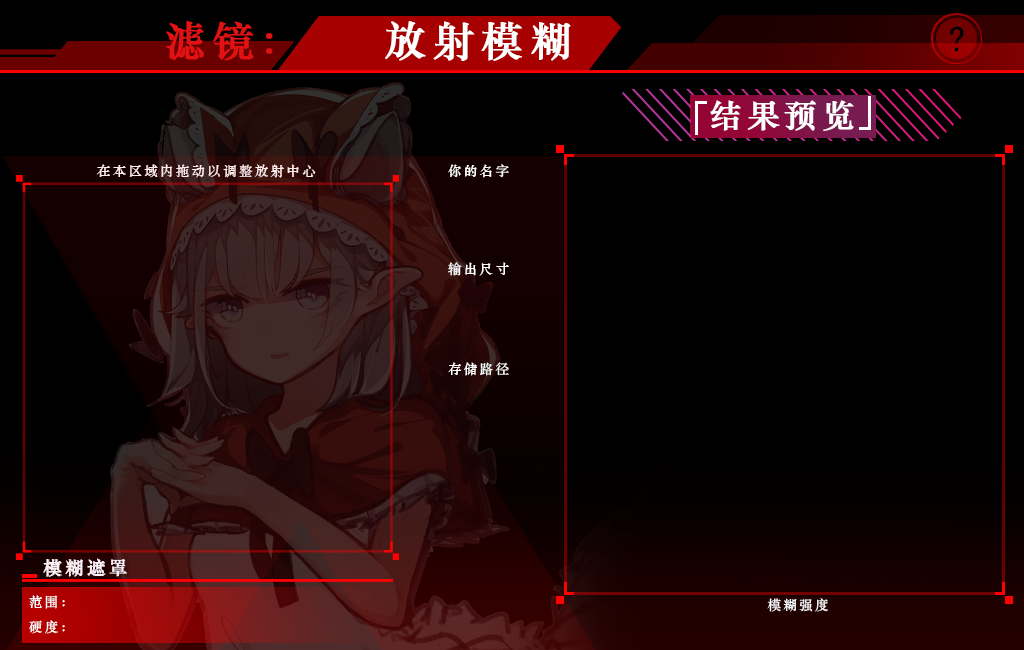 滤镜：
放射模糊
?
「结果预览」
在本区域内拖动以调整放射中心
你的名字
输出尺寸
存储路径
模糊遮罩
范围：
硬度：
模糊强度